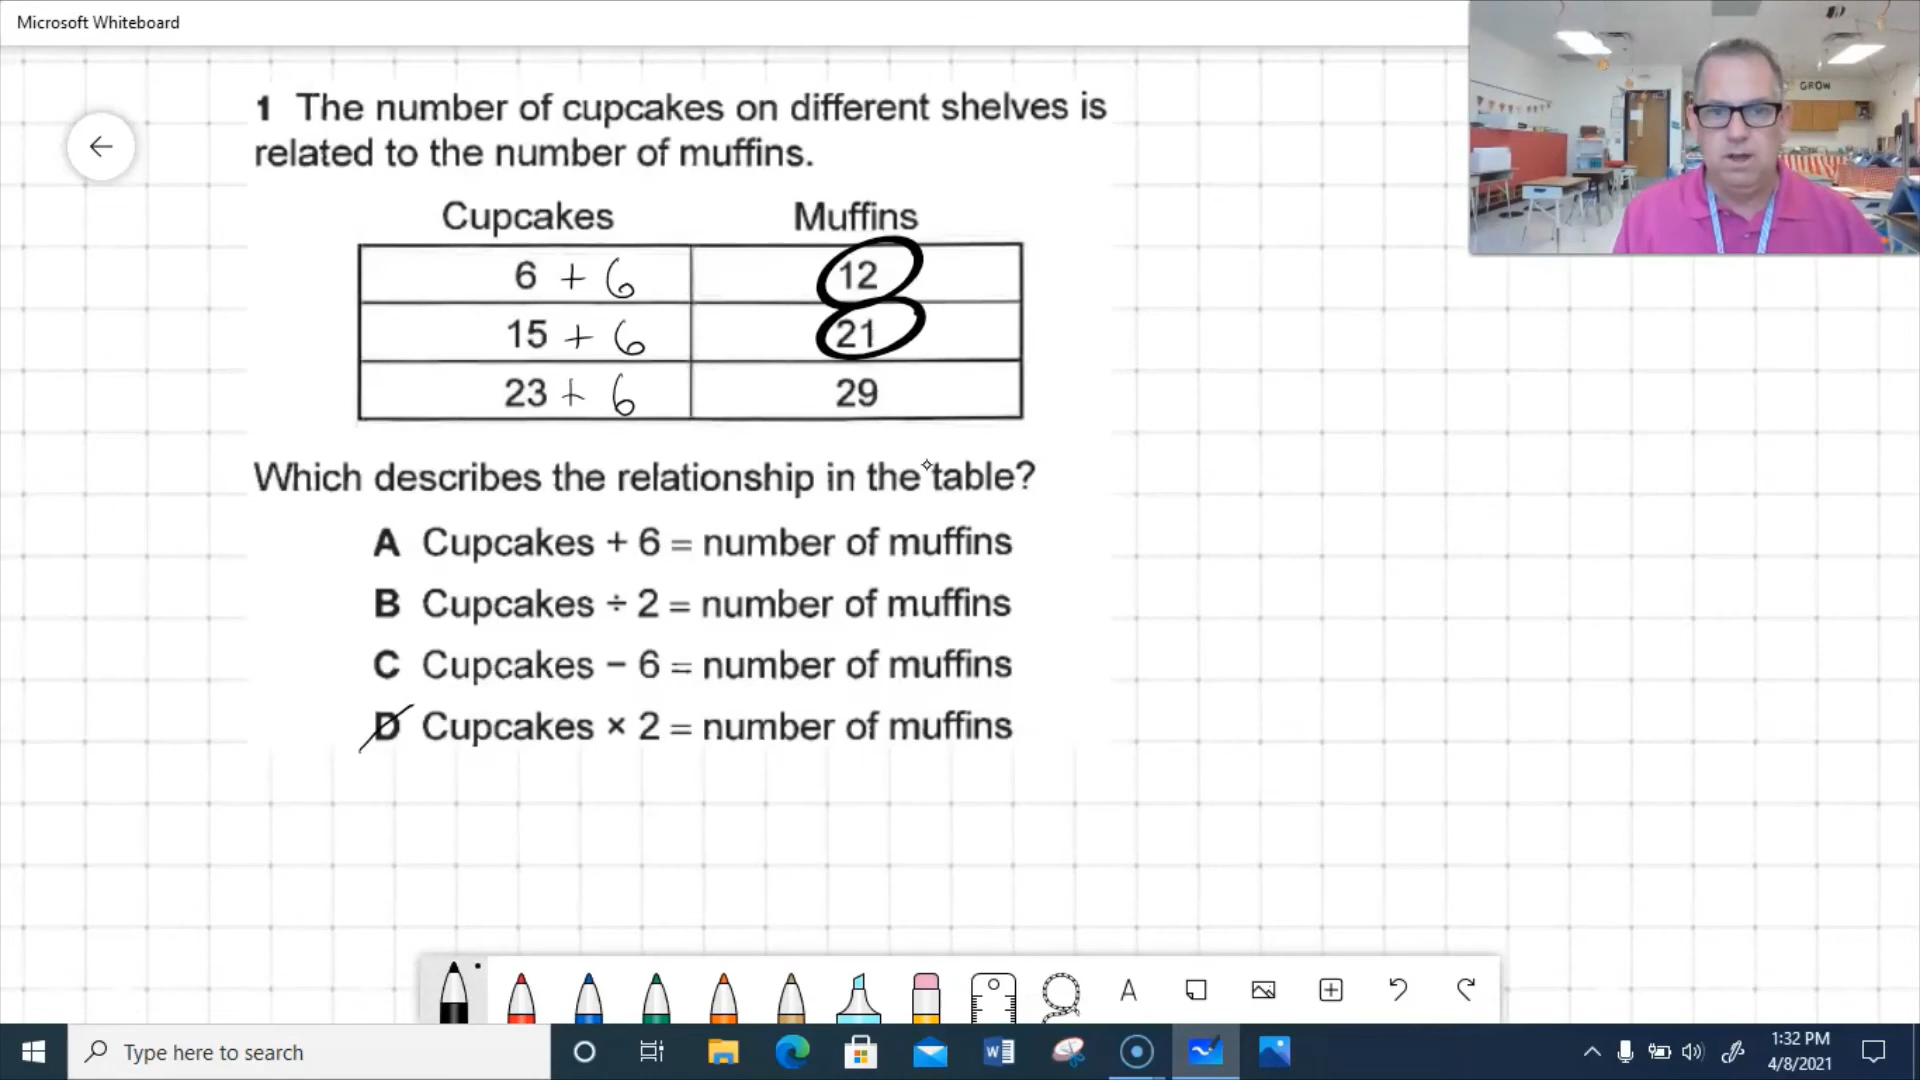 Microsoft Whiteboard
GROW
1 The number of cupcakes on different shelves is
related to the number of muffins.
Cupcakes Muffins
6 + 6 12
15 + 6 21
23 + 6 29
Which describes the relationship in the table?
A Cupcakes + 6 = number of muffins
B Cupcakes ÷ 2 = number of muffins
C Cupcakes − 6 = number of muffins
D Cupcakes × 2 = number of muffins
A
Type here to search
1:32 PM
4/8/2021